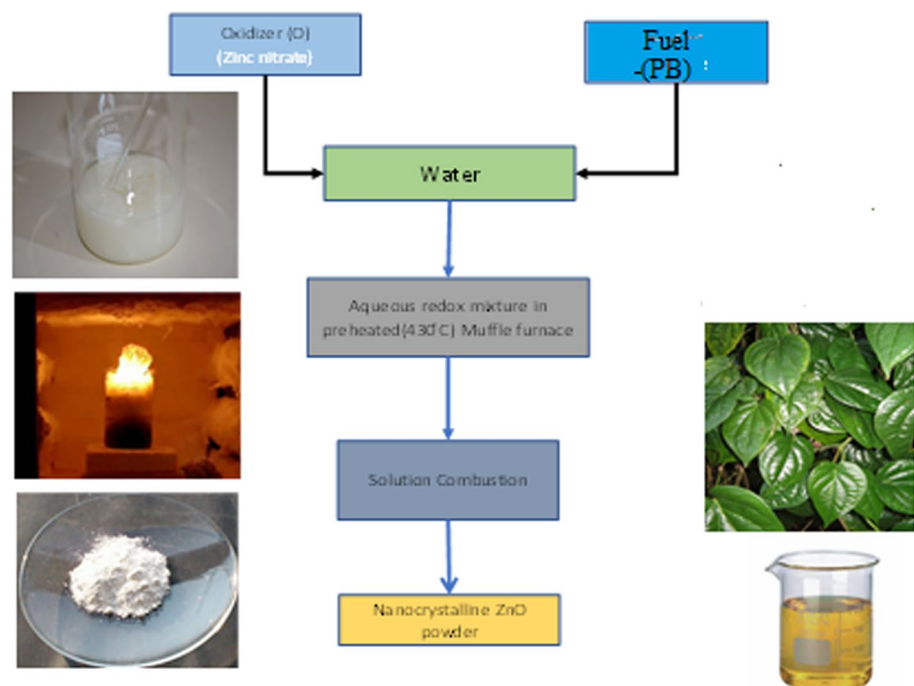 Oxidizer (O)
(Zinc nitrate)
Fuel
-(PB)
Water
Aqueous redox mixture in
preheated(430°C) Muffle furnace
Solution Combustion
Nanocrystalline ZnO
powder